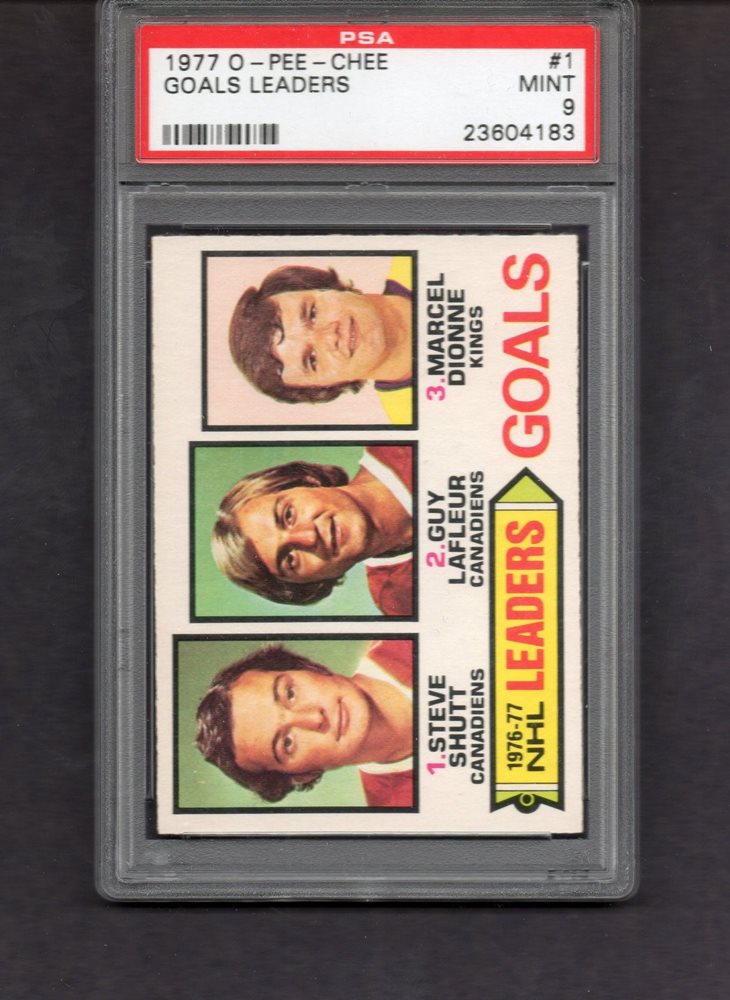 PSA
1977 O-PEE-CHEE #1
GOALS LEADERS MINT
9
23604183
1. STEVE
SHUTT
CANADIENS
2. GUY
LAFLEUR
CANADIENS
3. MARCEL
DIONNE
KINGS
1976-77
NHL LEADERS GOALS